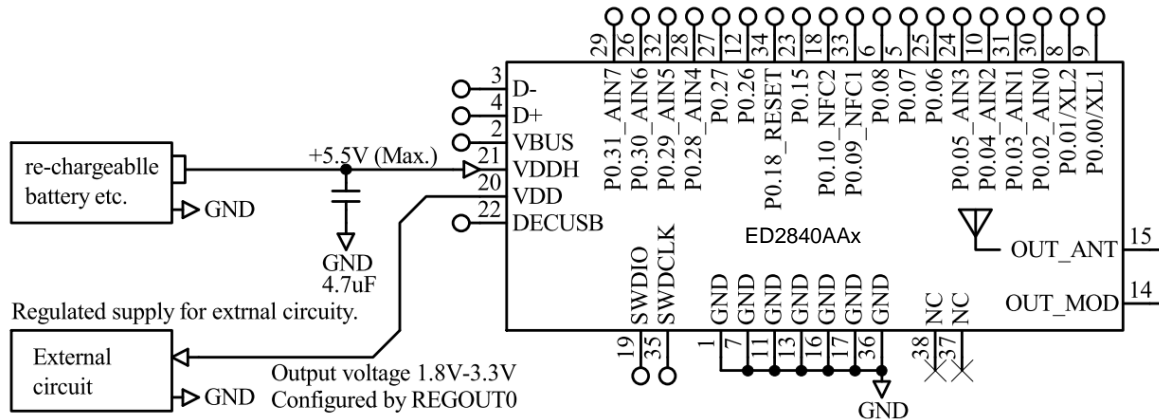 29
26
32
28
27
12
34
23
18
33
6
5
25
24
10
31
30
8
9
P0.31_AIN7
P0.30_AIN6
P0.29_AIN5
P0.28_AIN4
P0.27
P0.26
P0.18_RESET
P0.15
P0.10_NFC2
P0.09_NFC1
P0.08
P0.07
P0.06
P0.05_AIN3
P0.04_AIN2
P0.03_AIN1
P0.02_AIN0
P0.01/XL2
P0.00/XL1
3 D-
4 D+
2 VBUS
21 VDDH
20 VDD
22 DECUSB
re-chargeablle
battery etc.
+5.5V (Max.)
GND
GND
4.7uF
ED2840AAx
OUT_ANT 15
OUT_MOD 14
SWDIO
SWDCLK
GND
GND
GND
GND
GND
GND
GND
NC
NC
19
35
1
7
11
13
16
17
36
38
37
GND
Regulated supply for extrnal circuity.
External
circuit
GND
Output voltage 1.8V-3.3V
Configured by REGOUT0